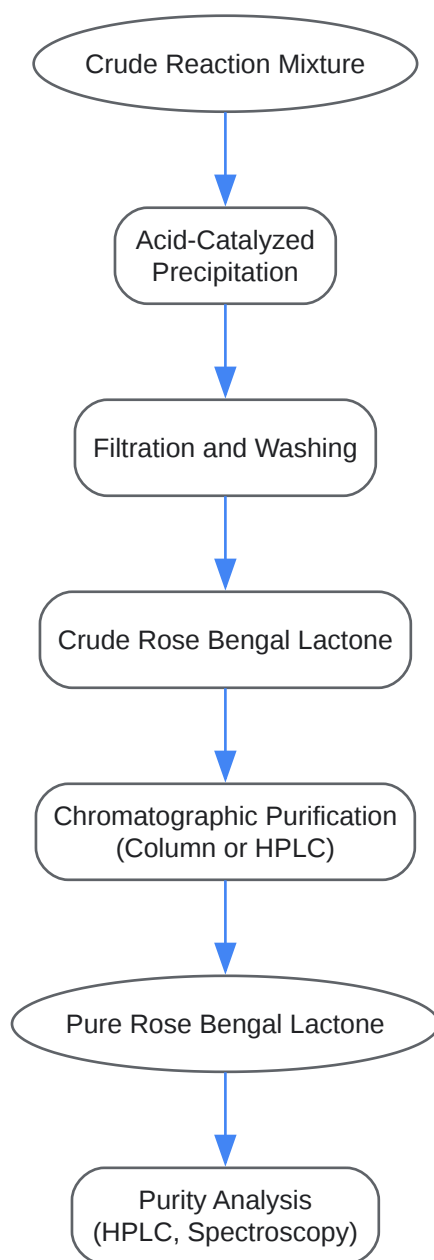 Crude Reaction Mixture
Acid-Catalyzed
Precipitation
Filtration and Washing
Crude Rose Bengal Lactone
Chromatographic Purification
(Column or HPLC)
Pure Rose Bengal Lactone
Purity Analysis
(HPLC, Spectroscopy)